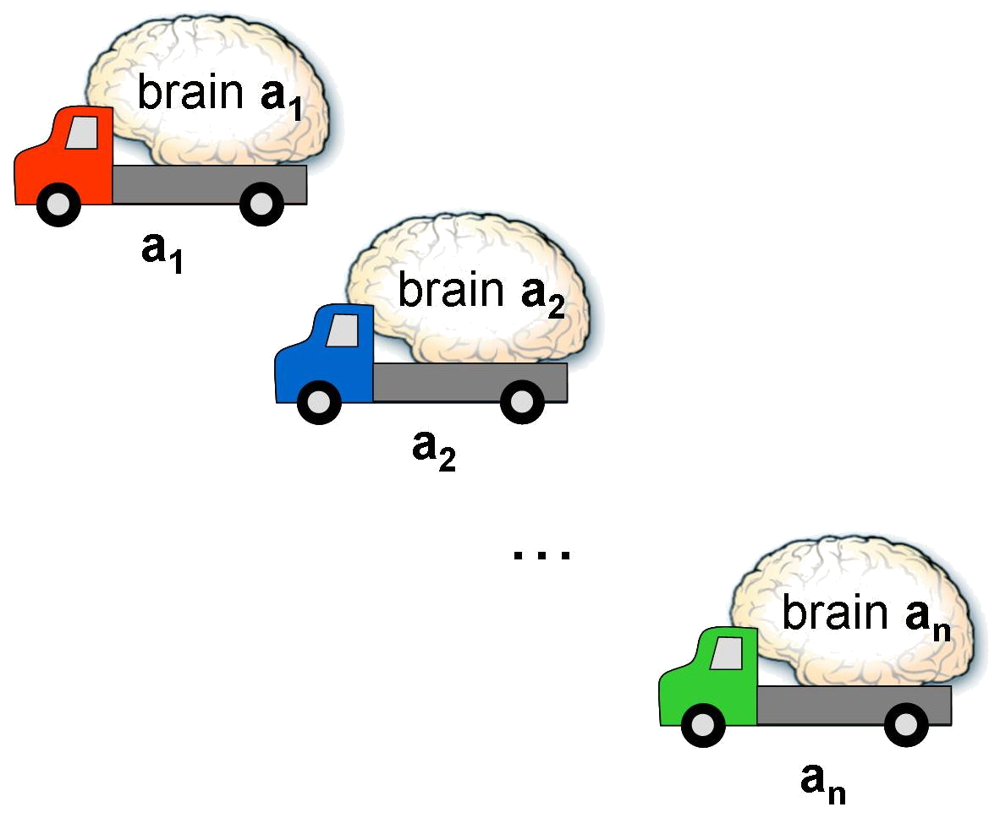 brain a₁
a₁
brain a₂
a₂
...
brain aₙ
aₙ